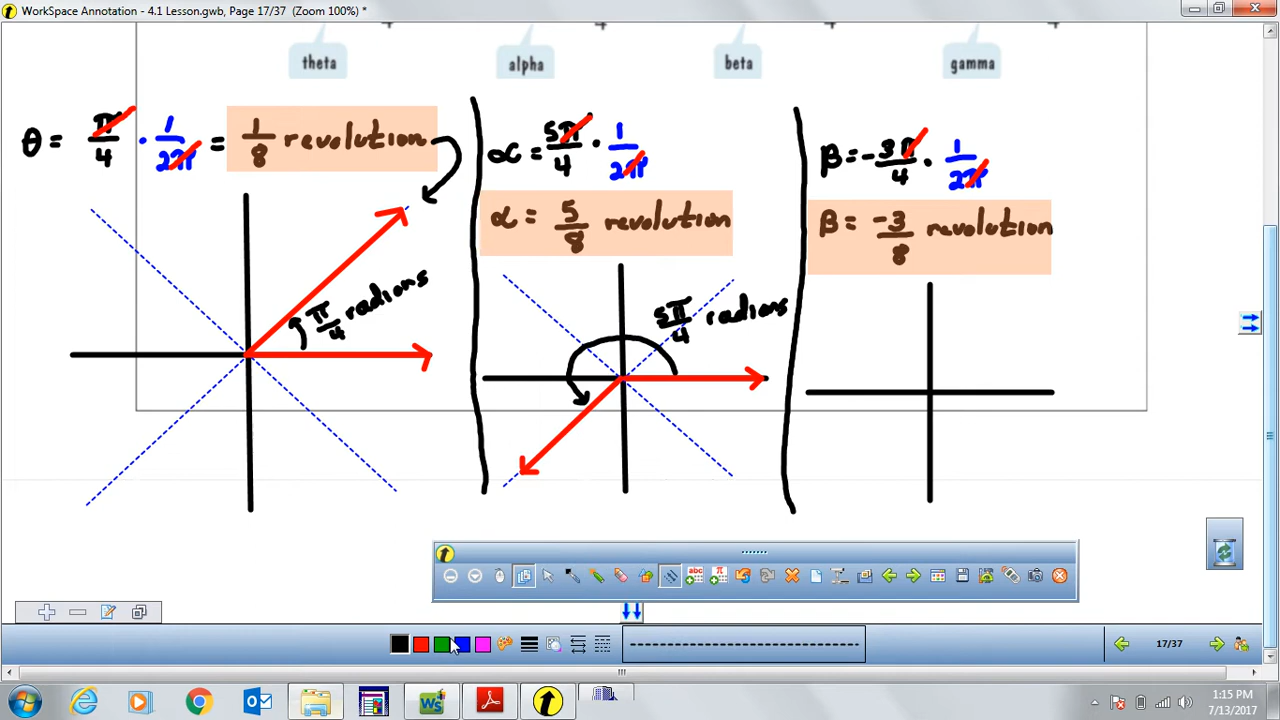 WorkSpace Annotation - 4.1 Lesson.gwb, Page 17/37 (Zoom 100%) *
theta
alpha
beta
gamma
θ = π/4 · 1/2π = 1/8 revolution
π/4 radians
α = 5π/4 · 1/2π
α = 5/8 revolution
5π/4 radians
β = -3π/4 · 1/2π
β = -3/8 revolution
abc
π
17/37
WS
1:15 PM
7/13/2017